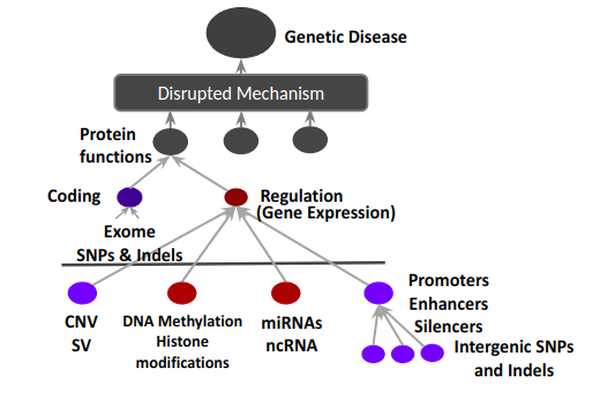 Genetic Disease
Disrupted Mechanism
Protein
functions
Coding
Regulation
(Gene Expression)
Exome
SNPs & Indels
CNV
SV
DNA Methylation
Histone
modifications
miRNAs
ncRNA
Promoters
Enhancers
Silencers
Intergenic SNPs
and Indels